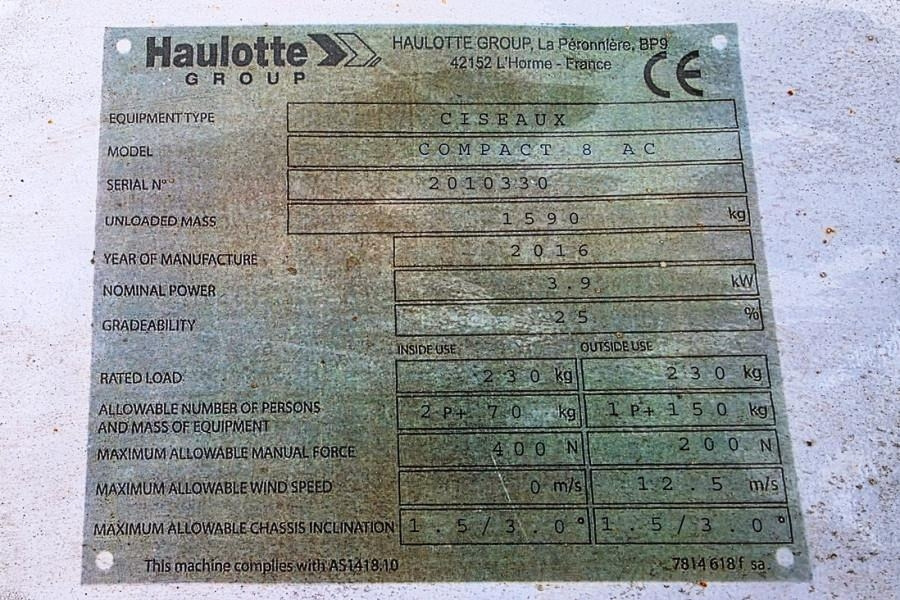 Haulotte
GROUP
HAULOTTE GROUP, La Péronnière, BP9
42152 L'Horme - France
CE
EQUIPMENT TYPE CISEAUX
MODEL COMPACT 8 AC
SERIAL N° 2010330
UNLOADED MASS 1590 kg
YEAR OF MANUFACTURE 2016
NOMINAL POWER 3.9 kW
GRADEABILITY 25 %
INSIDE USE OUTSIDE USE
RATED LOAD 230 kg 230 kg
ALLOWABLE NUMBER OF PERSONS
AND MASS OF EQUIPMENT 2 P+ 70 kg 1 P+ 150 kg
MAXIMUM ALLOWABLE MANUAL FORCE 400 N 200 N
MAXIMUM ALLOWABLE WIND SPEED 0 m/s 12.5 m/s
MAXIMUM ALLOWABLE CHASSIS INCLINATION 1.5/3.0° 1.5/3.0°
This machine complies with AS1418.10 7814 618 f sa.